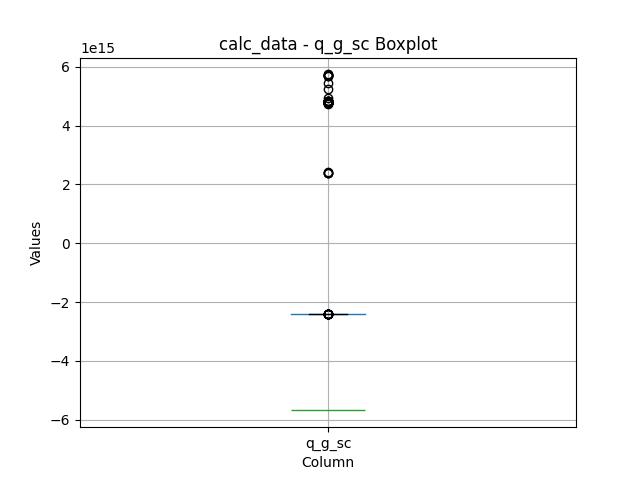 calc_data - q_g_sc Boxplot
1e15
6
4
2
0
−2
−4
−6
Values
q_g_sc
Column